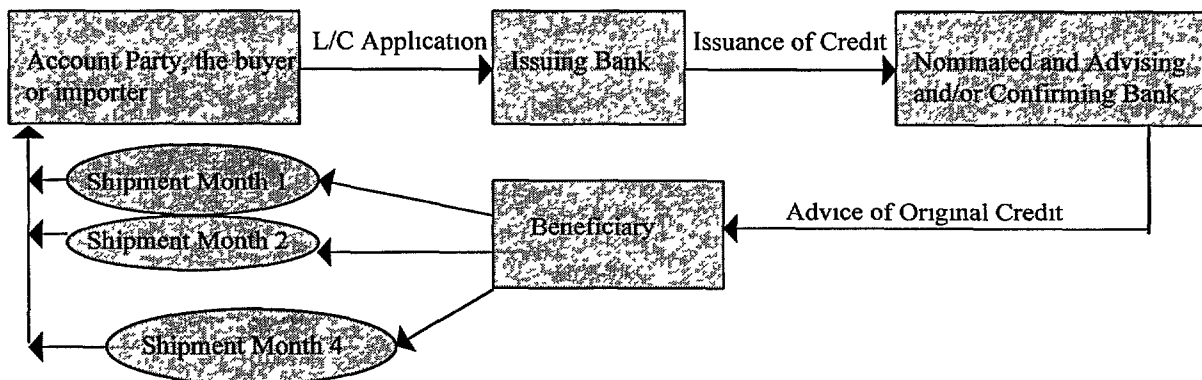 L/C Application
Issuance of Credit
Account Party, the buyer
or importer
Issuing Bank
Nominated and Advising
and/or Confirming Bank
Shipment Month 1
Shipment Month 2
Beneficiary
Advice of Original Credit
Shipment Month 4